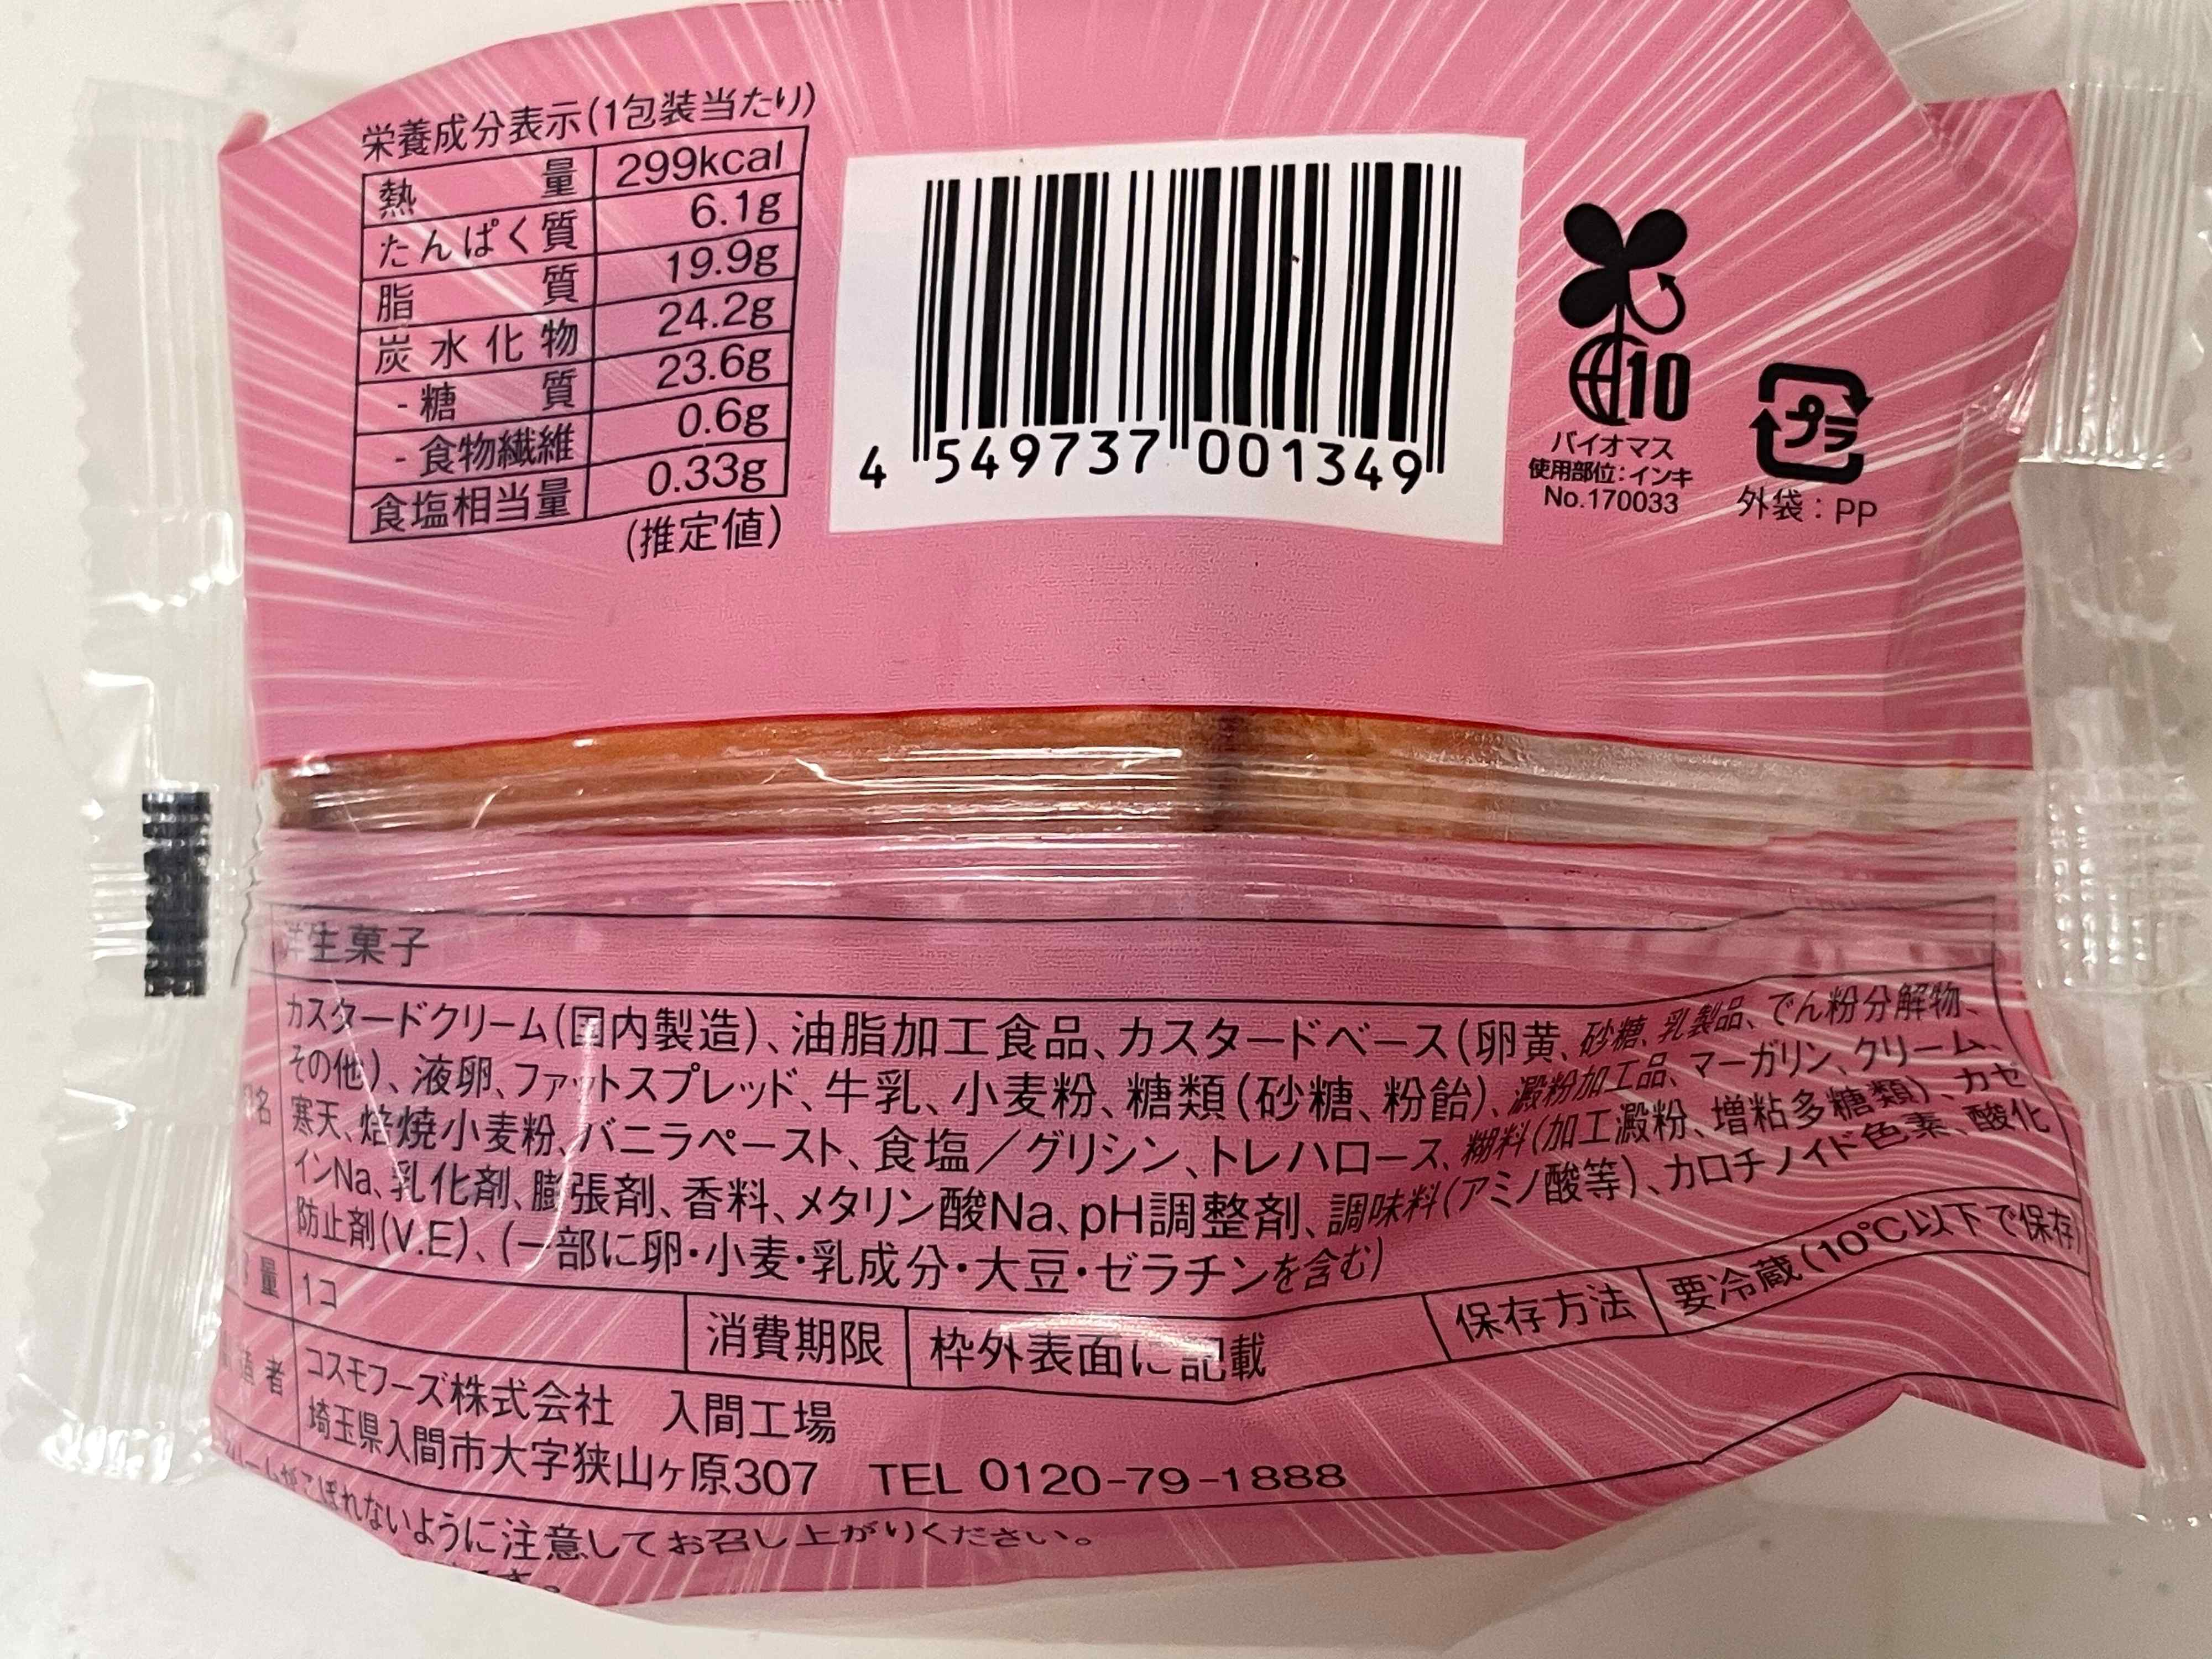 栄養成分表示(1包装当たり)
熱量 299kcal
たんぱく質 6.1g
脂質 19.9g
炭水化物 24.2g
-糖質 23.6g
-食物繊維 0.6g
食塩相当量 0.33g
(推定値)
4 549737 001349
10
バイオマス
使用部位:インキ
No.170033
プラ
外袋:PP
洋生菓子
カスタードクリーム(国内製造)、油脂加工食品、カスタードベース(卵黄、砂糖、乳製品、でん粉分解物、
その他)、液卵、ファットスプレッド、牛乳、小麦粉、糖類(砂糖、粉飴)、澱粉加工品、マーガリン、クリーム、
名 寒天、焙焼小麦粉、バニラペースト、食塩/グリシン、トレハロース、糊料(加工澱粉、増粘多糖類)、カゼ
インNa、乳化剤、膨張剤、香料、メタリン酸Na、pH調整剤、調味料(アミノ酸等)、カロチノイド色素、酸化
防止剤(V.E)、(一部に卵・小麦・乳成分・大豆・ゼラチンを含む)
量 1コ 消費期限 枠外表面に記載 保存方法 要冷蔵(10℃以下で保存)
造者 コスモフーズ株式会社 入間工場
埼玉県入間市大字狭山ヶ原307 TEL 0120-79-1888
ームがこぼれないように注意してお召し上がりください。
ます。